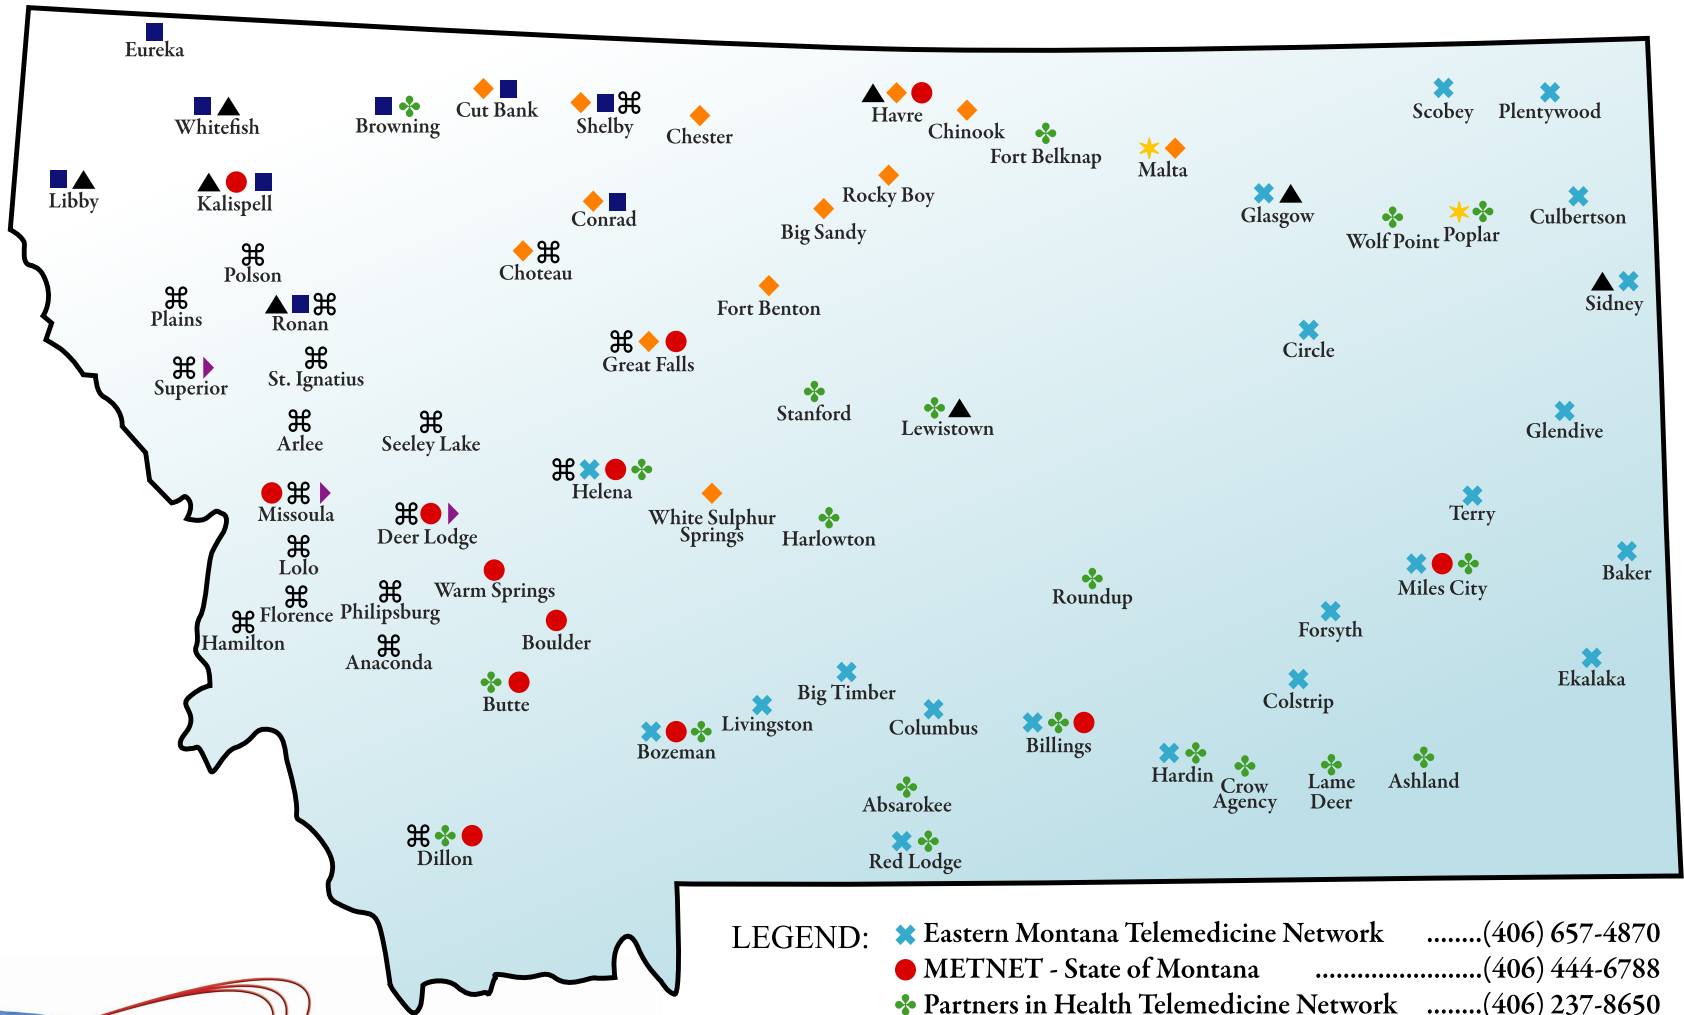 Eureka
Whitefish
Browning
Cut Bank
Shelby
Chester
Havre
Chinook
Fort Belknap
Malta
Scobey
Plentywood
Libby
Kalispell
Conrad
Rocky Boy
Big Sandy
Glasgow
Wolf Point
Poplar
Culbertson
Polson
Choteau
Plains
Ronan
Fort Benton
Sidney
Circle
Superior
St. Ignatius
Great Falls
Stanford
Lewistown
Glendive
Arlee
Seeley Lake
Helena
White Sulphur
Springs
Harlowton
Terry
Missoula
Deer Lodge
Lolo
Warm Springs
Roundup
Miles City
Baker
Florence
Philipsburg
Hamilton
Anaconda
Boulder
Forsyth
Butte
Big Timber
Colstrip
Ekalaka
Bozeman
Livingston
Columbus
Billings
Hardin
Crow
Agency
Lame
Deer
Ashland
Absarokee
Dillon
Red Lodge
LEGEND:
Eastern Montana Telemedicine Network ........(406) 657-4870
METNET - State of Montana ........................(406) 444-6788
Partners in Health Telemedicine Network ........(406) 237-8650